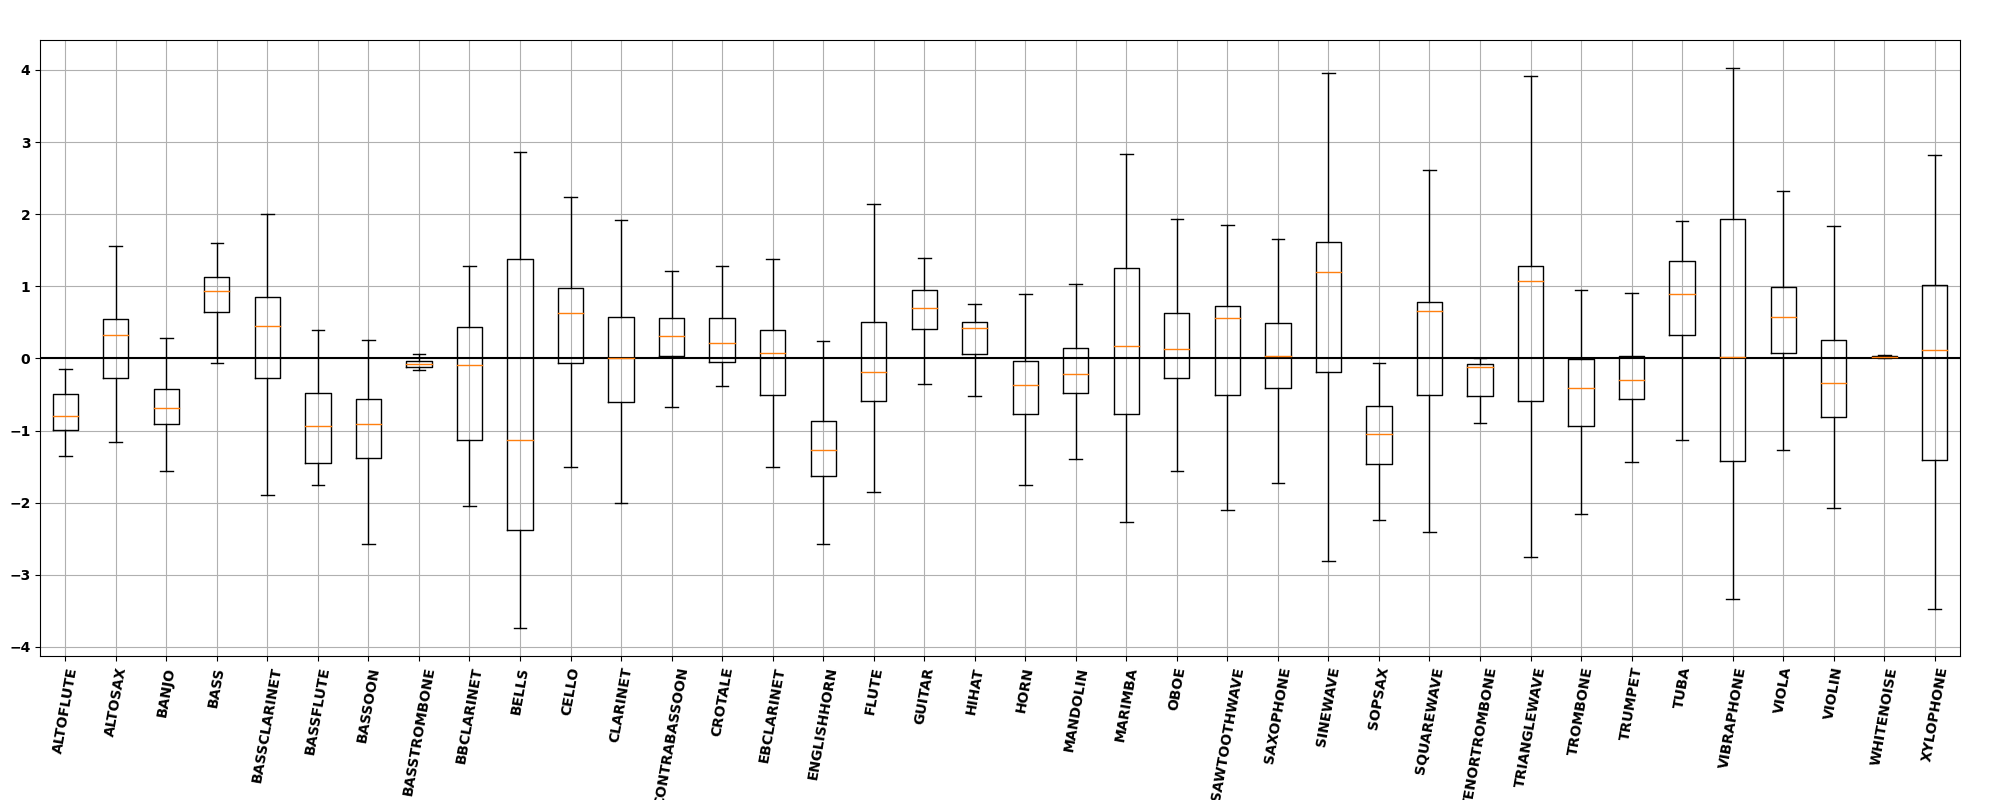 4
3
2
1
0
−1
−2
−3
−4
ALTOFLUTE
ALTOSAX
BANJO
BASS
BASSCLARINET
BASSFLUTE
BASSOON
BASSTROMBONE
BBCLARINET
BELLS
CELLO
CLARINET
CONTRABASSOON
CROTALE
EBCLARINET
ENGLISHHORN
FLUTE
GUITAR
HIHAT
HORN
MANDOLIN
MARIMBA
OBOE
SAWTOOTHWAVE
SAXOPHONE
SINEWAVE
SOPSAX
SQUAREWAVE
ENORTROMBONE
TRIANGLEWAVE
TROMBONE
TRUMPET
TUBA
VIBRAPHONE
VIOLA
VIOLIN
WHITENOISE
XYLOPHONE